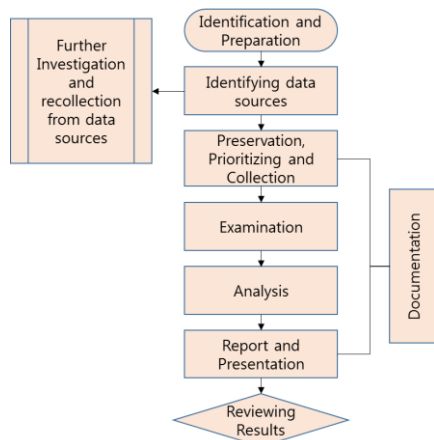 Identification and
Preparation
Further
Investigation
and
recollection
from data
sources
Identifying data
sources
Preservation,
Prioritizing and
Collection
Examination
Documentation
Analysis
Report and
Presentation
Reviewing
Results